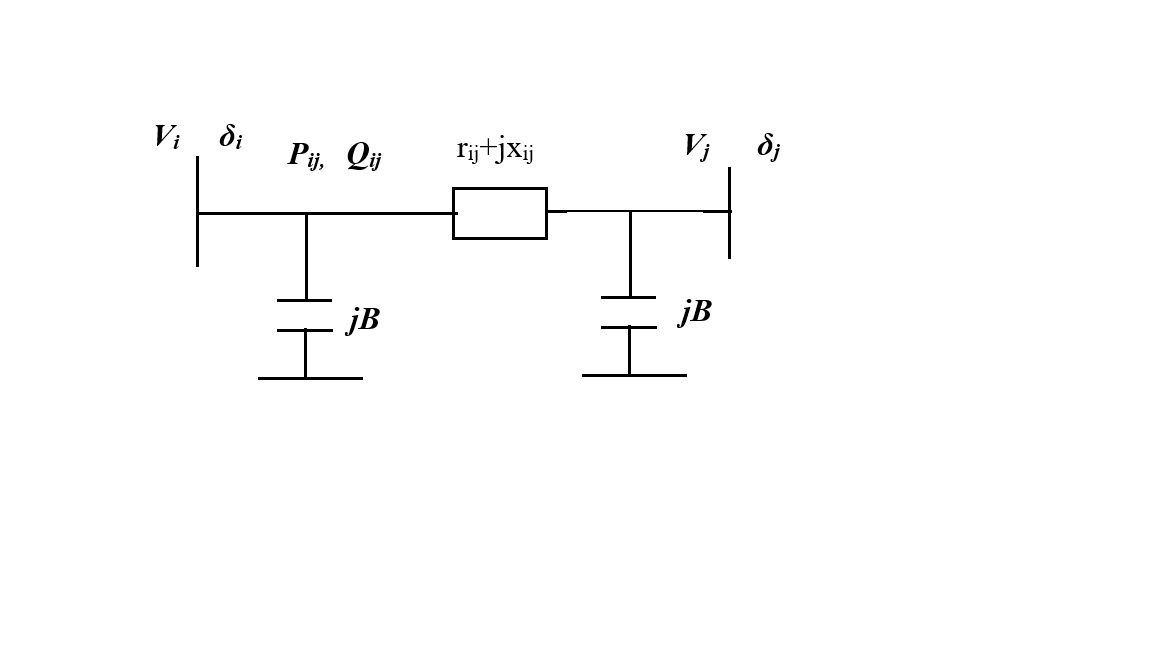 Vᵢ δᵢ Pᵢⱼ, Qᵢⱼ rᵢⱼ+jxᵢⱼ Vⱼ δⱼ
jB jB